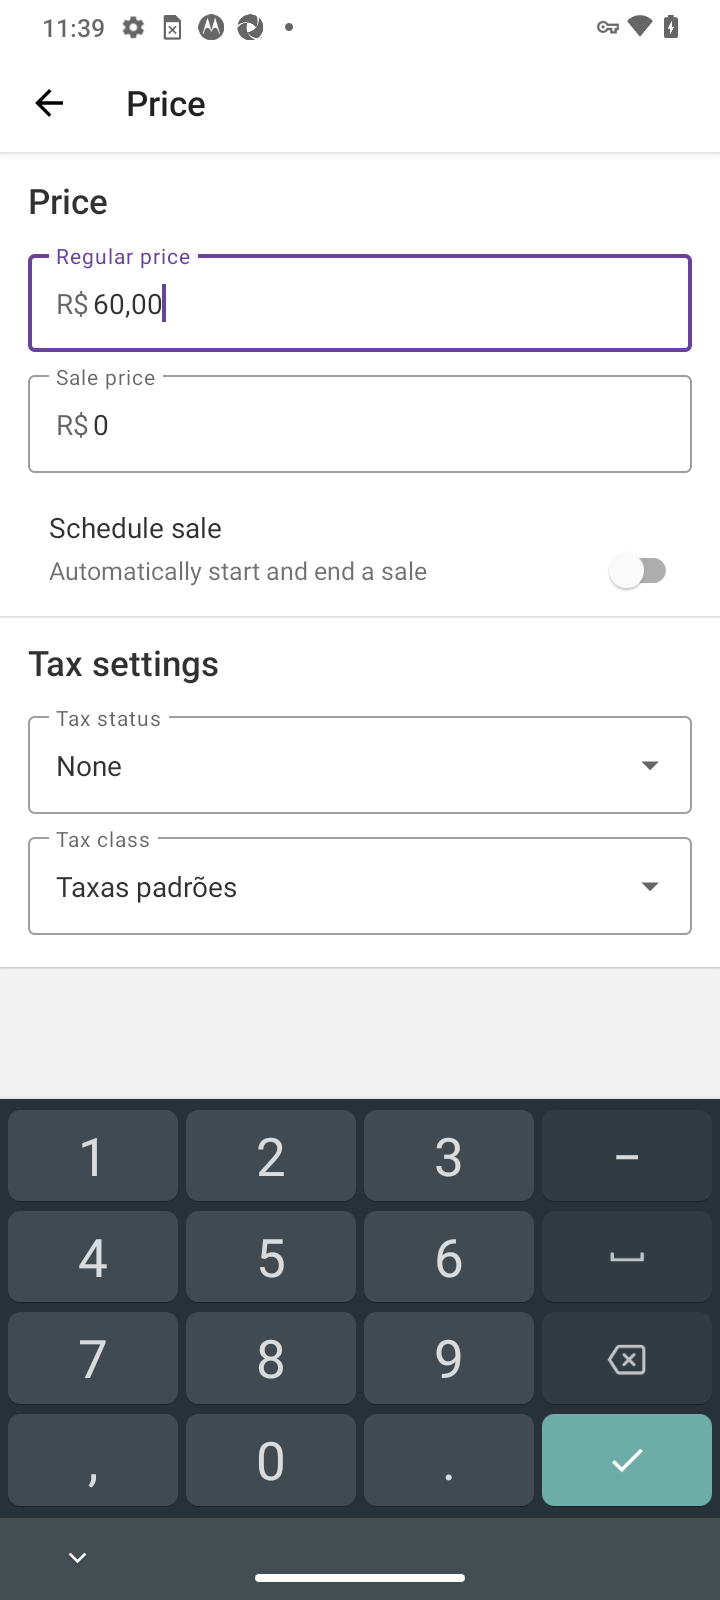 11:39
Price
Price
Regular price
R$ 60,00
Sale price
R$ 0
Schedule sale
Automatically start and end a sale
Tax settings
Tax status
None
Tax class
Taxas padrões
1 2 3 –
4 5 6
7 8 9
, 0 .